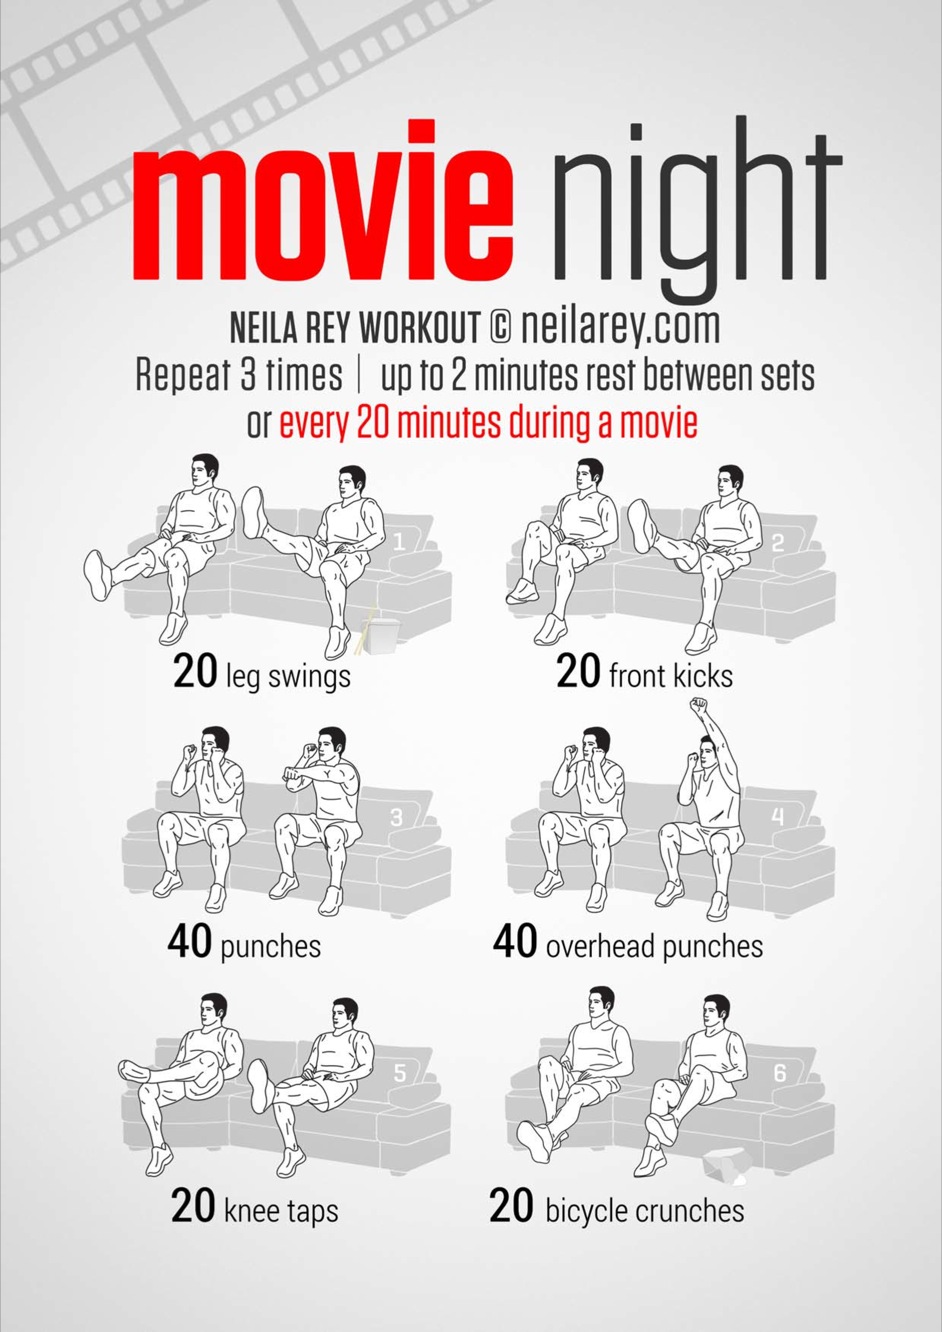 movie night
NEILA REY WORKOUT © neilarey.com
Repeat 3 times | up to 2 minutes rest between sets
or every 20 minutes during a movie
1
2
20 leg swings
20 front kicks
3
4
40 punches
40 overhead punches
5
6
20 knee taps
20 bicycle crunches